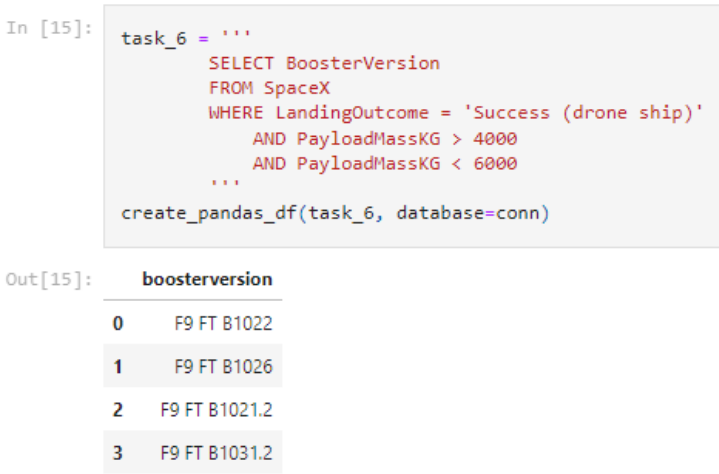 In [15]:
task_6 = '''
SELECT BoosterVersion
FROM SpaceX
WHERE LandingOutcome = 'Success (drone ship)'
AND PayloadMassKG > 4000
AND PayloadMassKG < 6000
'''
create_pandas_df(task_6, database=conn)
Out[15]:
boosterversion
0 F9 FT B1022
1 F9 FT B1026
2 F9 FT B1021.2
3 F9 FT B1031.2